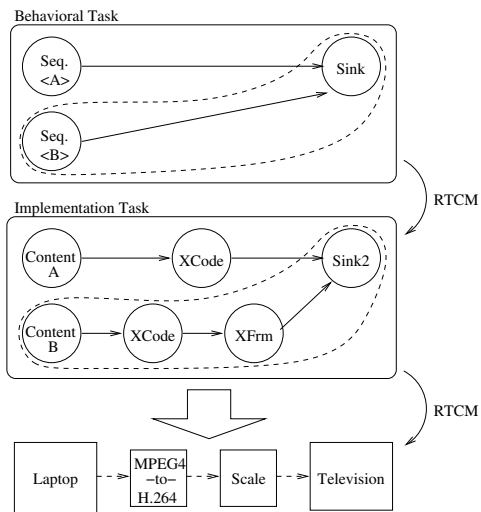 Behavioral Task
Seq.
<A>
Sink
Seq.
<B>
RTCM
Implementation Task
Content
A
XCode
Sink2
Content
B
XCode
XFrm
RTCM
Laptop
MPEG4
−to−
H.264
Scale
Television